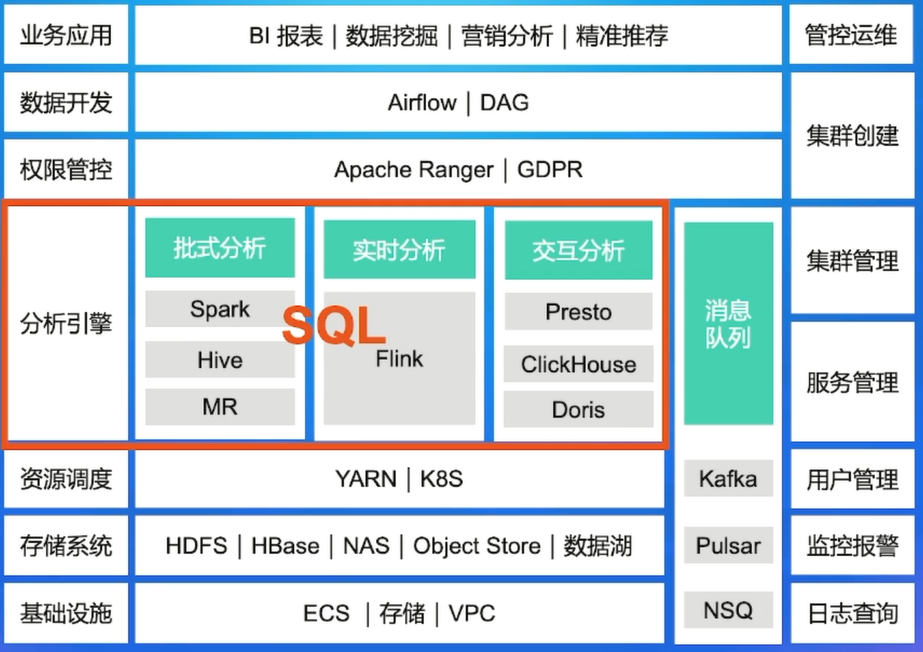 业务应用
BI 报表 | 数据挖掘 | 营销分析 | 精准推荐
管控运维
数据开发
Airflow | DAG
集群创建
权限管控
Apache Ranger | GDPR
分析引擎
批式分析
Spark
Hive
MR
SQL
实时分析
Flink
交互分析
Presto
ClickHouse
Doris
消息
队列
Kafka
Pulsar
NSQ
集群管理
服务管理
资源调度
YARN | K8S
用户管理
存储系统
HDFS | HBase | NAS | Object Store | 数据湖
监控报警
基础设施
ECS | 存储 | VPC
日志查询